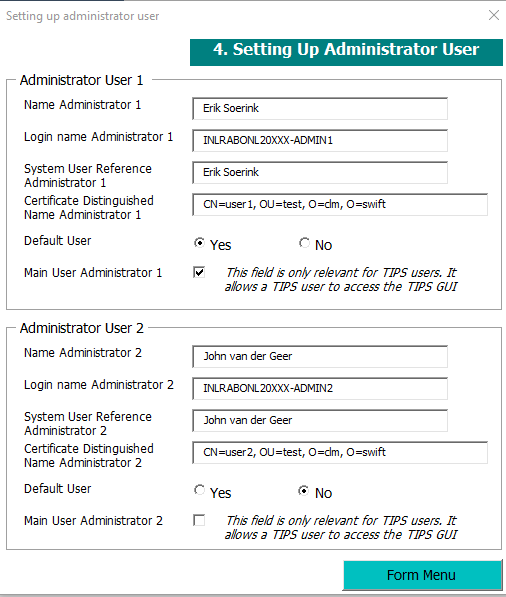 Setting up administrator user
4. Setting Up Administrator User
Administrator User 1
Name Administrator 1
Erik Soerink
Login name Administrator 1
INLRABONL20XXX-ADMIN1
System User Reference
Administrator 1
Erik Soerink
Certificate Distinguished
Name Administrator 1
CN=user1, OU=test, O=clm, O=swift
Default User
Yes
No
Main User Administrator 1
This field is only relevant for TIPS users. It
allows a TIPS user to access the TIPS GUI
Administrator User 2
Name Administrator 2
John van der Geer
Login name Administrator 2
INLRABONL20XXX-ADMIN2
System User Reference
Administrator 2
John van der Geer
Certificate Distinguished
Name Administrator 2
CN=user2, OU=test, O=clm, O=swift
Default User
Yes
No
Main User Administrator 2
This field is only relevant for TIPS users. It
allows a TIPS user to access the TIPS GUI
Form Menu